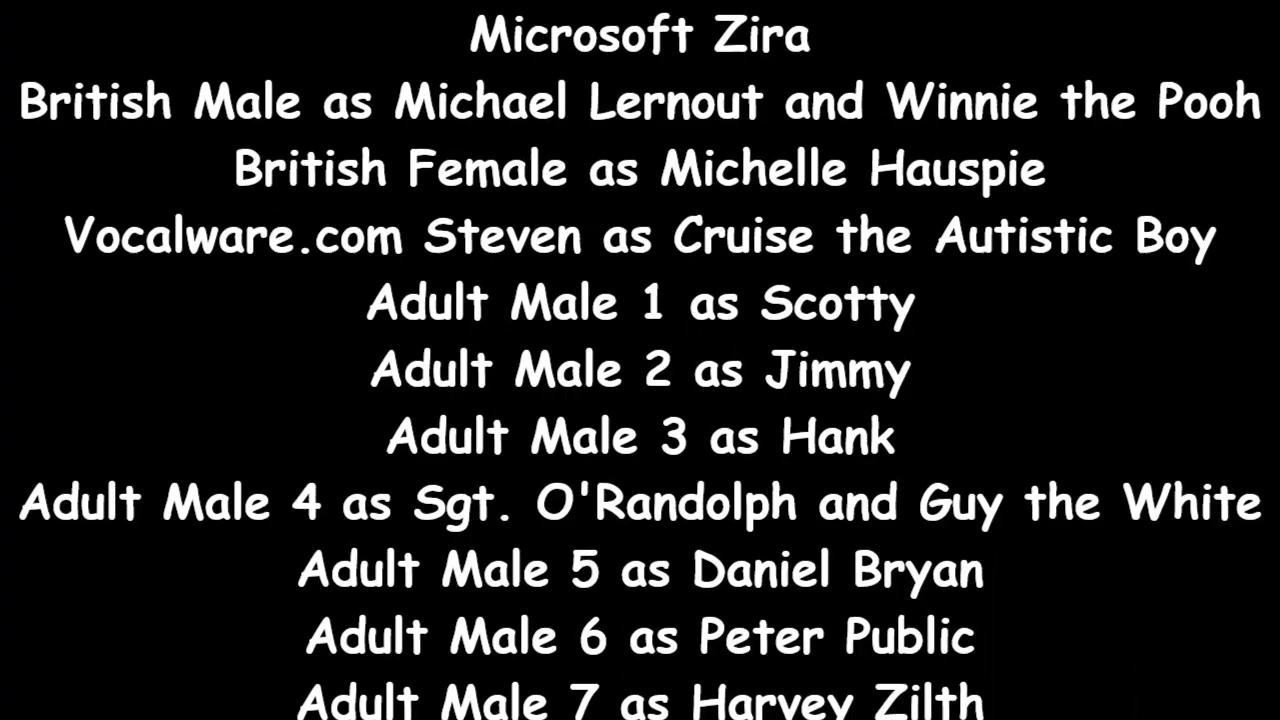 Microsoft Zira
British Male as Michael Lernout and Winnie the Pooh
British Female as Michelle Hauspie
Vocalware.com Steven as Cruise the Autistic Boy
Adult Male 1 as Scotty
Adult Male 2 as Jimmy
Adult Male 3 as Hank
Adult Male 4 as Sgt. O'Randolph and Guy the White
Adult Male 5 as Daniel Bryan
Adult Male 6 as Peter Public
Adult Male 7 as Harvey Zilth